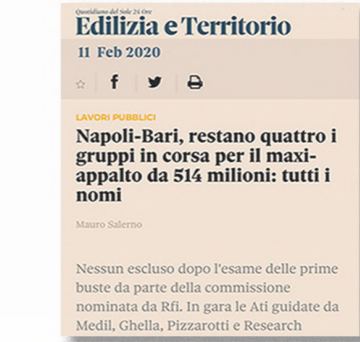 Quotidiano del Sole 24 Ore
Edilizia e Territorio
11 Feb 2020
LAVORI PUBBLICI
Napoli-Bari, restano quattro i
gruppi in corsa per il maxi-
appalto da 514 milioni: tutti i
nomi
Mauro Salerno
Nessun escluso dopo l'esame delle prime
buste da parte della commissione
nominata da Rfi. In gara le Ati guidate da
Medil, Ghella, Pizzarotti e Research